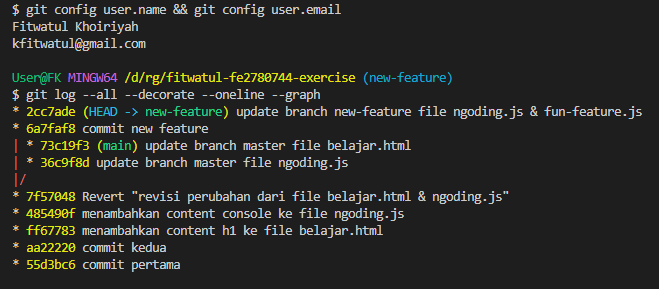 $ git config user.name && git config user.email
Fitwatul Khoiriyah
kfitwatul@gmail.com
User@FK MINGW64 /d/rg/fitwatul-fe2780744-exercise (new-feature)
$ git log --all --decorate --oneline --graph
* 2cc7ade (HEAD -> new-feature) update branch new-feature file ngoding.js & fun-feature.js
* 6a7faf8 commit new feature
| * 73c19f3 (main) update branch master file belajar.html
| * 36c9f8d update branch master file ngoding.js
|/
* 7f57048 Revert "revisi perubahan dari file belajar.html & ngoding.js"
* 485490f menambahkan content console ke file ngoding.js
* ff67783 menambahkan content h1 ke file belajar.html
* aa22220 commit kedua
* 55d3bc6 commit pertama